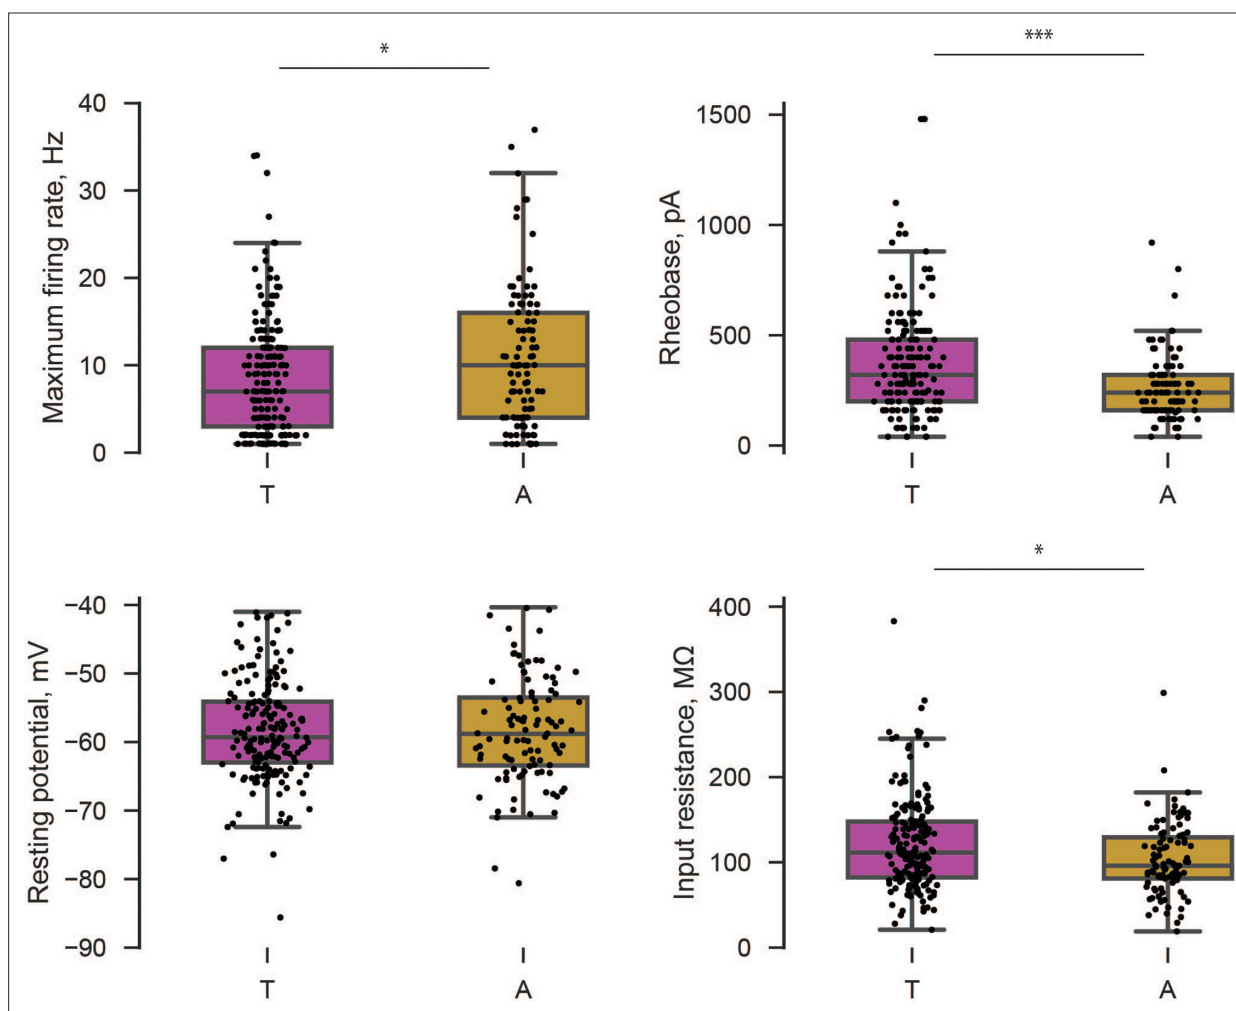 *
Maximum firing rate, Hz
40
30
20
10
0
T
A
***
Rheobase, pA
1500
1000
500
0
T
A
Resting potential, mV
−40
−50
−60
−70
−80
−90
T
A
*
Input resistance, MΩ
400
300
200
100
0
T
A